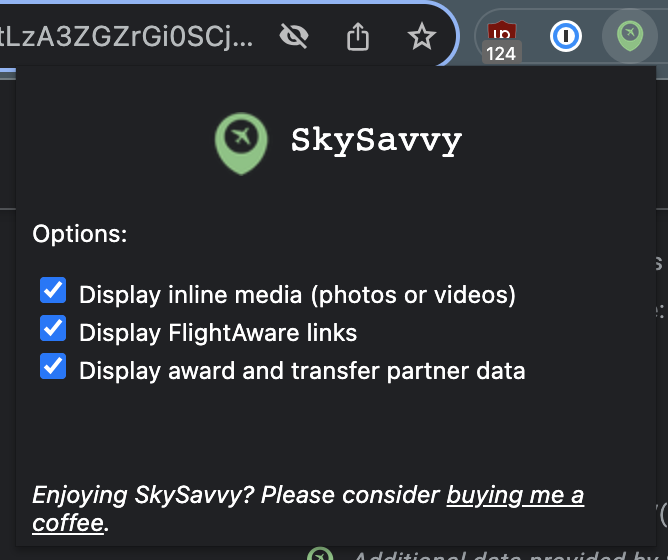 tLzA3ZGZrGi0SCj...
124
SkySavvy
Options:
Display inline media (photos or videos)
Display FlightAware links
Display award and transfer partner data
Enjoying SkySavvy? Please consider buying me a
coffee.
Additional data provided by